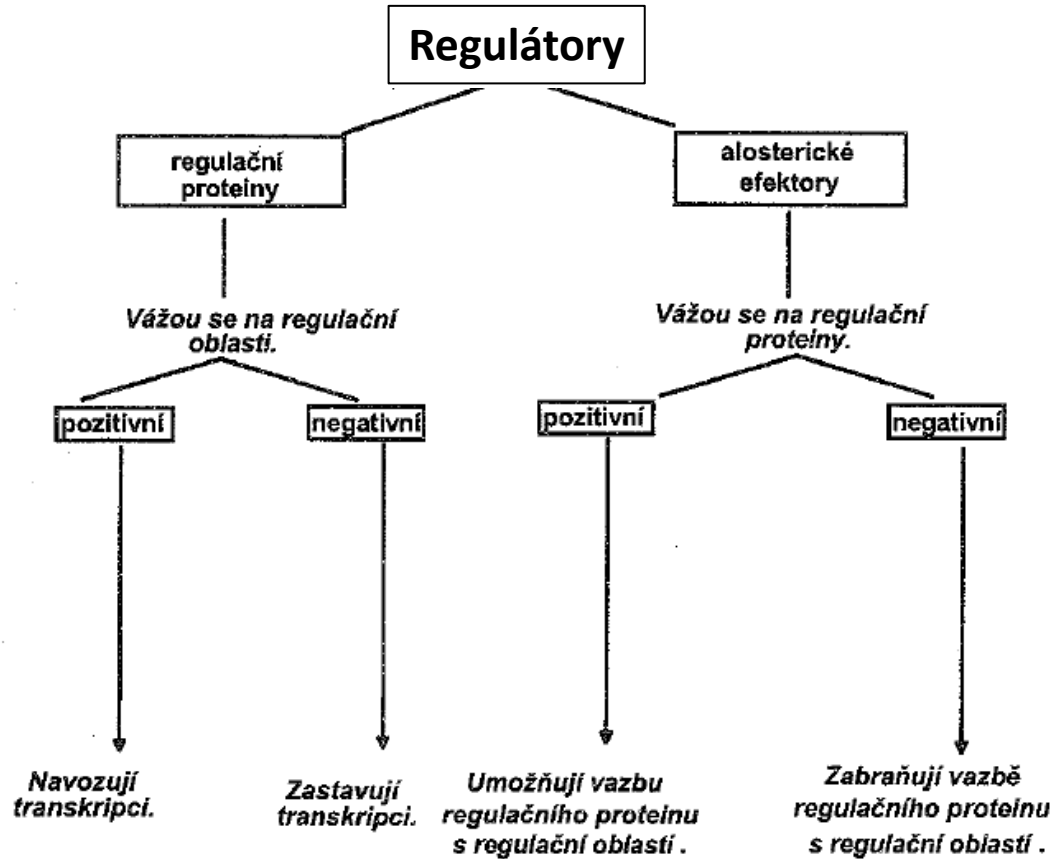 Regulátory
regulační
proteiny
alosterické
efektory
Vážou se na regulační
oblasti.
Vážou se na regulační
proteiny.
pozitivní
negativní
pozitivní
negativní
Navozují
transkripci.
Zastavují
transkripci.
Umožňují vazbu
regulačního proteinu
s regulační oblastí .
Zabraňují vazbě
regulačního proteinu
s regulační oblastí .